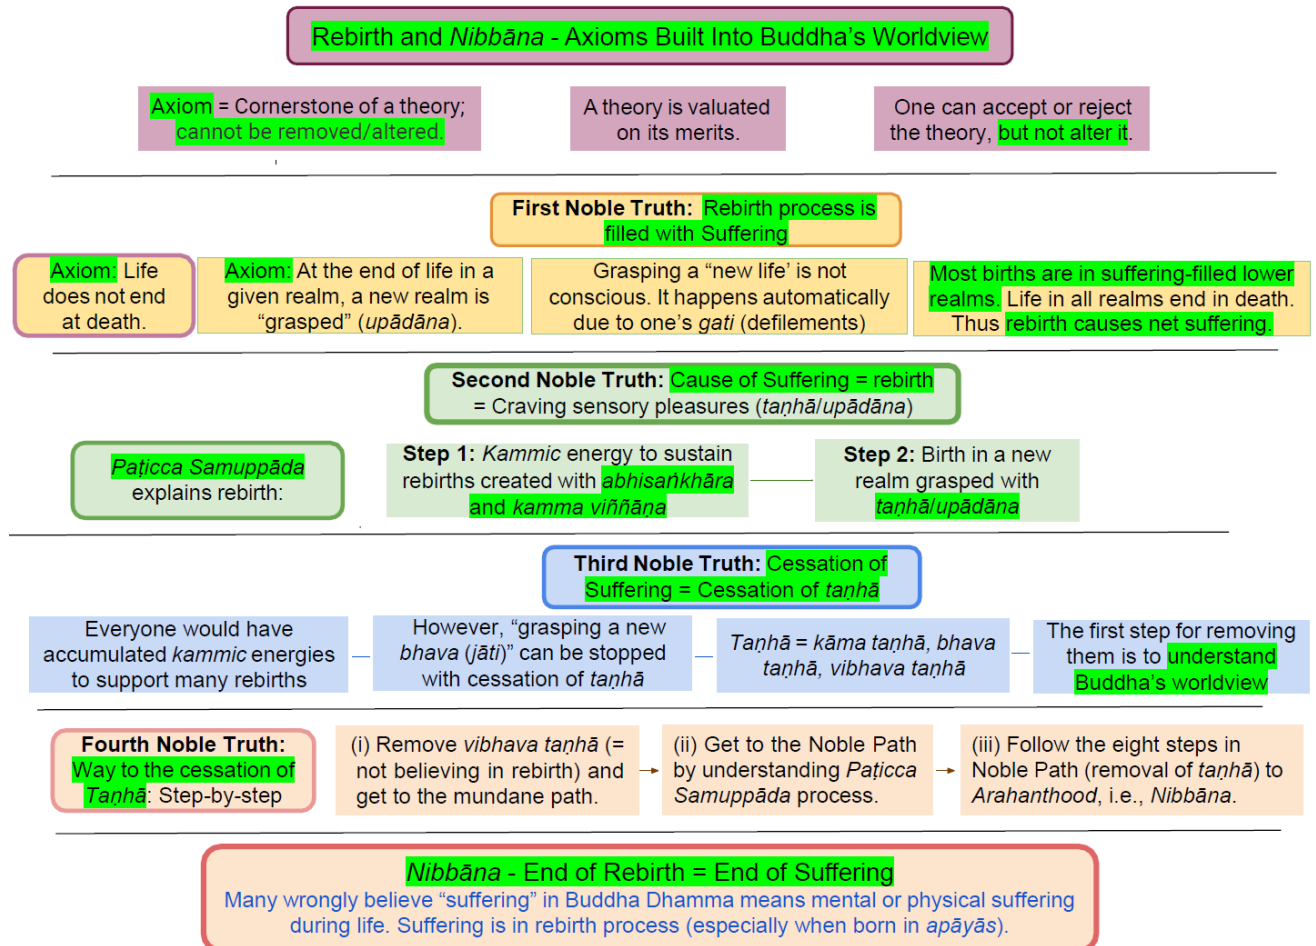 Rebirth and Nibbāna - Axioms Built Into Buddha's Worldview
Axiom = Cornerstone of a theory;
cannot be removed/altered.
A theory is valuated
on its merits.
One can accept or reject
the theory, but not alter it.
First Noble Truth: Rebirth process is
filled with Suffering
Axiom: Life
does not end
at death.
Axiom: At the end of life in a
given realm, a new realm is
“grasped” (upādāna).
Grasping a “new life’ is not
conscious. It happens automatically
due to one’s gati (defilements)
Most births are in suffering-filled lower
realms. Life in all realms end in death.
Thus rebirth causes net suffering.
Second Noble Truth: Cause of Suffering = rebirth
= Craving sensory pleasures (taṇhā/upādāna)
Paṭicca Samuppāda
explains rebirth:
Step 1: Kammic energy to sustain
rebirths created with abhisaṅkhāra
and kamma viññāṇa
Step 2: Birth in a new
realm grasped with
taṇhā/upādāna
Third Noble Truth: Cessation of
Suffering = Cessation of taṇhā
Everyone would have
accumulated kammic energies
to support many rebirths
However, “grasping a new
bhava (jāti)” can be stopped
with cessation of taṇhā
Taṇhā = kāma taṇhā, bhava
taṇhā, vibhava taṇhā
The first step for removing
them is to understand
Buddha’s worldview
Fourth Noble Truth:
Way to the cessation of
Taṇhā: Step-by-step
(i) Remove vibhava taṇhā (=
not believing in rebirth) and
get to the mundane path.
(ii) Get to the Noble Path
by understanding Paṭicca
Samuppāda process.
(iii) Follow the eight steps in
Noble Path (removal of taṇhā) to
Arahanthood, i.e., Nibbāna.
Nibbāna - End of Rebirth = End of Suffering
Many wrongly believe “suffering” in Buddha Dhamma means mental or physical suffering
during life. Suffering is in rebirth process (especially when born in apāyās).